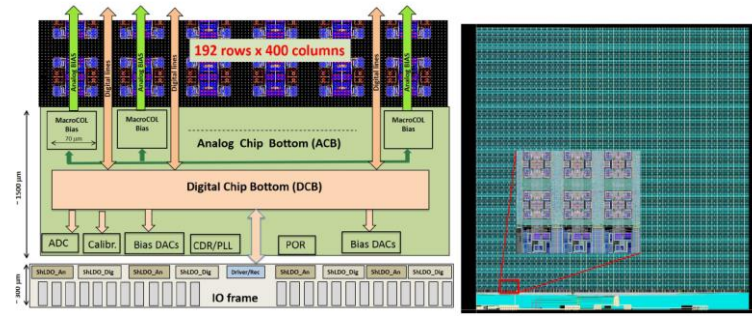 192 rows x 400 columns
Analog BIAS
Digital lines
Analog BIAS
Digital lines
Digital lines
Analog BIAS
MacroCOL
Bias
70 µm
MacroCOL
Bias
MacroCOL
Bias
Analog Chip Bottom (ACB)
~ 1500 µm
Digital Chip Bottom (DCB)
ADC
Calibr.
Bias DACs
CDR/PLL
POR
Bias DACs
~ 300 µm
ShLDO_An
ShLDO_Dig
ShLDO_An
ShLDO_Dig
Driver/Rec
ShLDO_An
ShLDO_Dig
ShLDO_An
ShLDO_Dig
IO frame